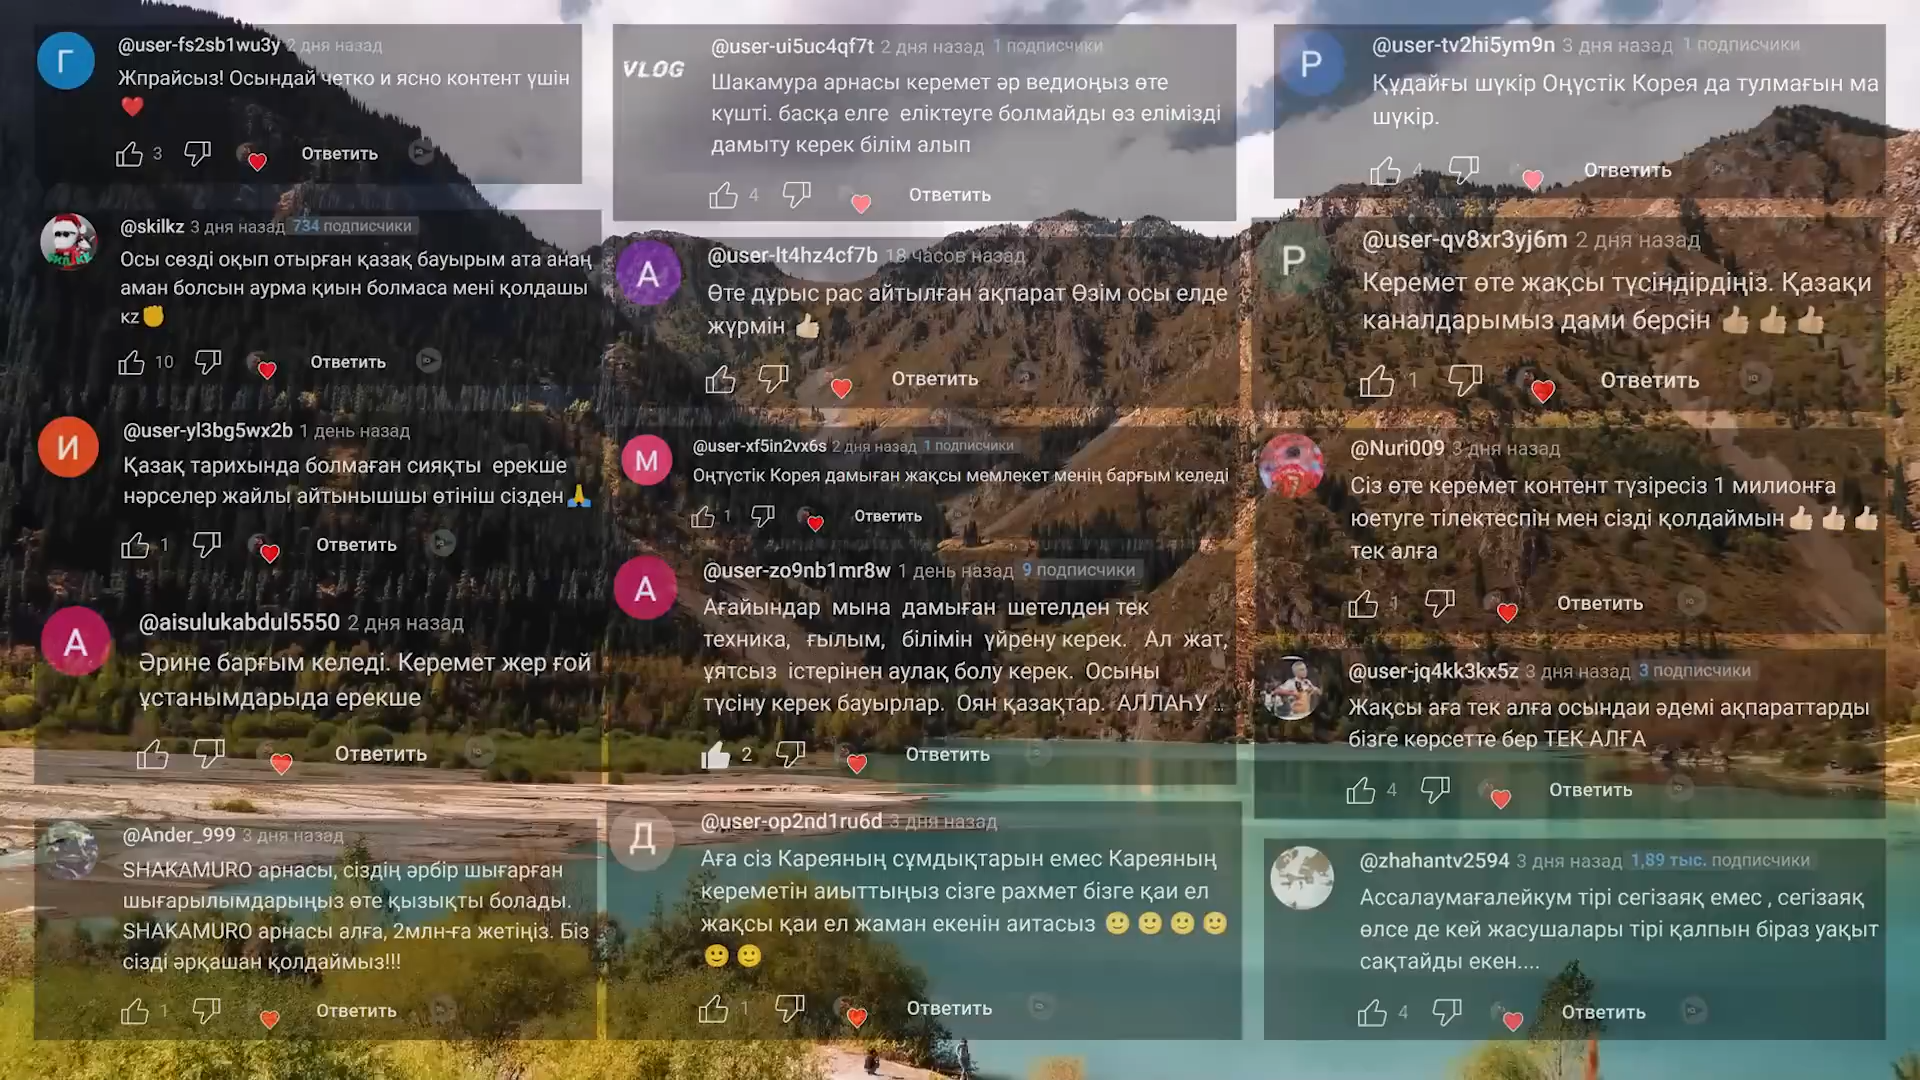 Г
@user-fs2sb1wu3y 2 дня назад
Жпрайсыз! Осындай четко и ясно контент үшін
❤️
3 Ответить
@skilkz 3 дня назад 734 подписчики
Осы сөзді оқып отырған қазақ бауырым ата анаң
аман болсын аурма қиын болмаса мені қолдашы
kz✊
10 Ответить
И
@user-yl3bg5wx2b 1 день назад
Қазақ тарихында болмаған сияқты ерекше
нәрселер жайлы айтынышшы өтініш сізден🙏
1 Ответить
А
@aisulukabdul5550 2 дня назад
Әрине барғым келеді. Керемет жер ғой
ұстанымдарыда ерекше
Ответить
@Ander_999 3 дня назад
SHAKAMURO арнасы, сіздің әрбір шығарған
шығарылымдарыңыз өте қызықты болады.
SHAKAMURO арнасы алға, 2млн-ға жетіңіз. Біз
сізді әрқашан қолдаймыз!!!
1 Ответить
VLOG
@user-ui5uc4qf7t 2 дня назад 1 подписчики
Шакамура арнасы керемет әр ведиоңыз өте
күшті. басқа елге еліктеуге болмайды өз елімізді
дамыту керек білім алып
4 Ответить
А
@user-lt4hz4cf7b 18 часов назад
Өте дұрыс рас айтылған ақпарат Өзім осы елде
жүрмін 👍
Ответить
М
@user-xf5in2vx6s 2 дня назад 1 подписчики
Оңтүстік Корея дамыған жақсы мемлекет менің барғым келеді
1 Ответить
А
@user-zo9nb1mr8w 1 день назад 9 подписчики
Ағайындар мына дамыған шетелден тек
техника, ғылым, білімін үйрену керек. Ал жат,
ұятсыз істерінен аулақ болу керек. Осыны
түсіну керек бауырлар. Оян қазақтар. АЛЛАҺУ ...
2 Ответить
Д
@user-op2nd1ru6d 3 дня назад
Аға сіз Кареяның сұмдықтарын емес Кареяның
кереметін аиыттыңыз сізге рахмет бізге қаи ел
жақсы қаи ел жаман екенін аитасыз 🙂 🙂 🙂 🙂
🙂 🙂
1 Ответить
Р
@user-tv2hi5ym9n 3 дня назад 1 подписчики
Құдайғы шүкір Оңүстік Корея да тулмағын ма
шүкір.
4 Ответить
Р
@user-qv8xr3yj6m 2 дня назад
Керемет өте жақсы түсіндірдіңіз. Қазақи
каналдарымыз дами берсін 👍 👍 👍
1 Ответить
@Nuri009 3 дня назад
Сіз өте керемет контент түзіресіз 1 милионға
юетуге тілектеспін мен сізді қолдаймын👍 👍 👍
тек алға
1 Ответить
@user-jq4kk3kx5z 3 дня назад 3 подписчики
Жақсы аға тек алға осындаи әдемі ақпараттарды
бізге көрсетте бер ТЕК АЛҒА
4 Ответить
@zhahantv2594 3 дня назад 1,89 тыс. подписчики
Ассалаумағалейкум тірі сегізаяқ емес , сегізаяқ
өлсе де кей жасушалары тірі қалпын біраз уақыт
сақтайды екен....
4 Ответить